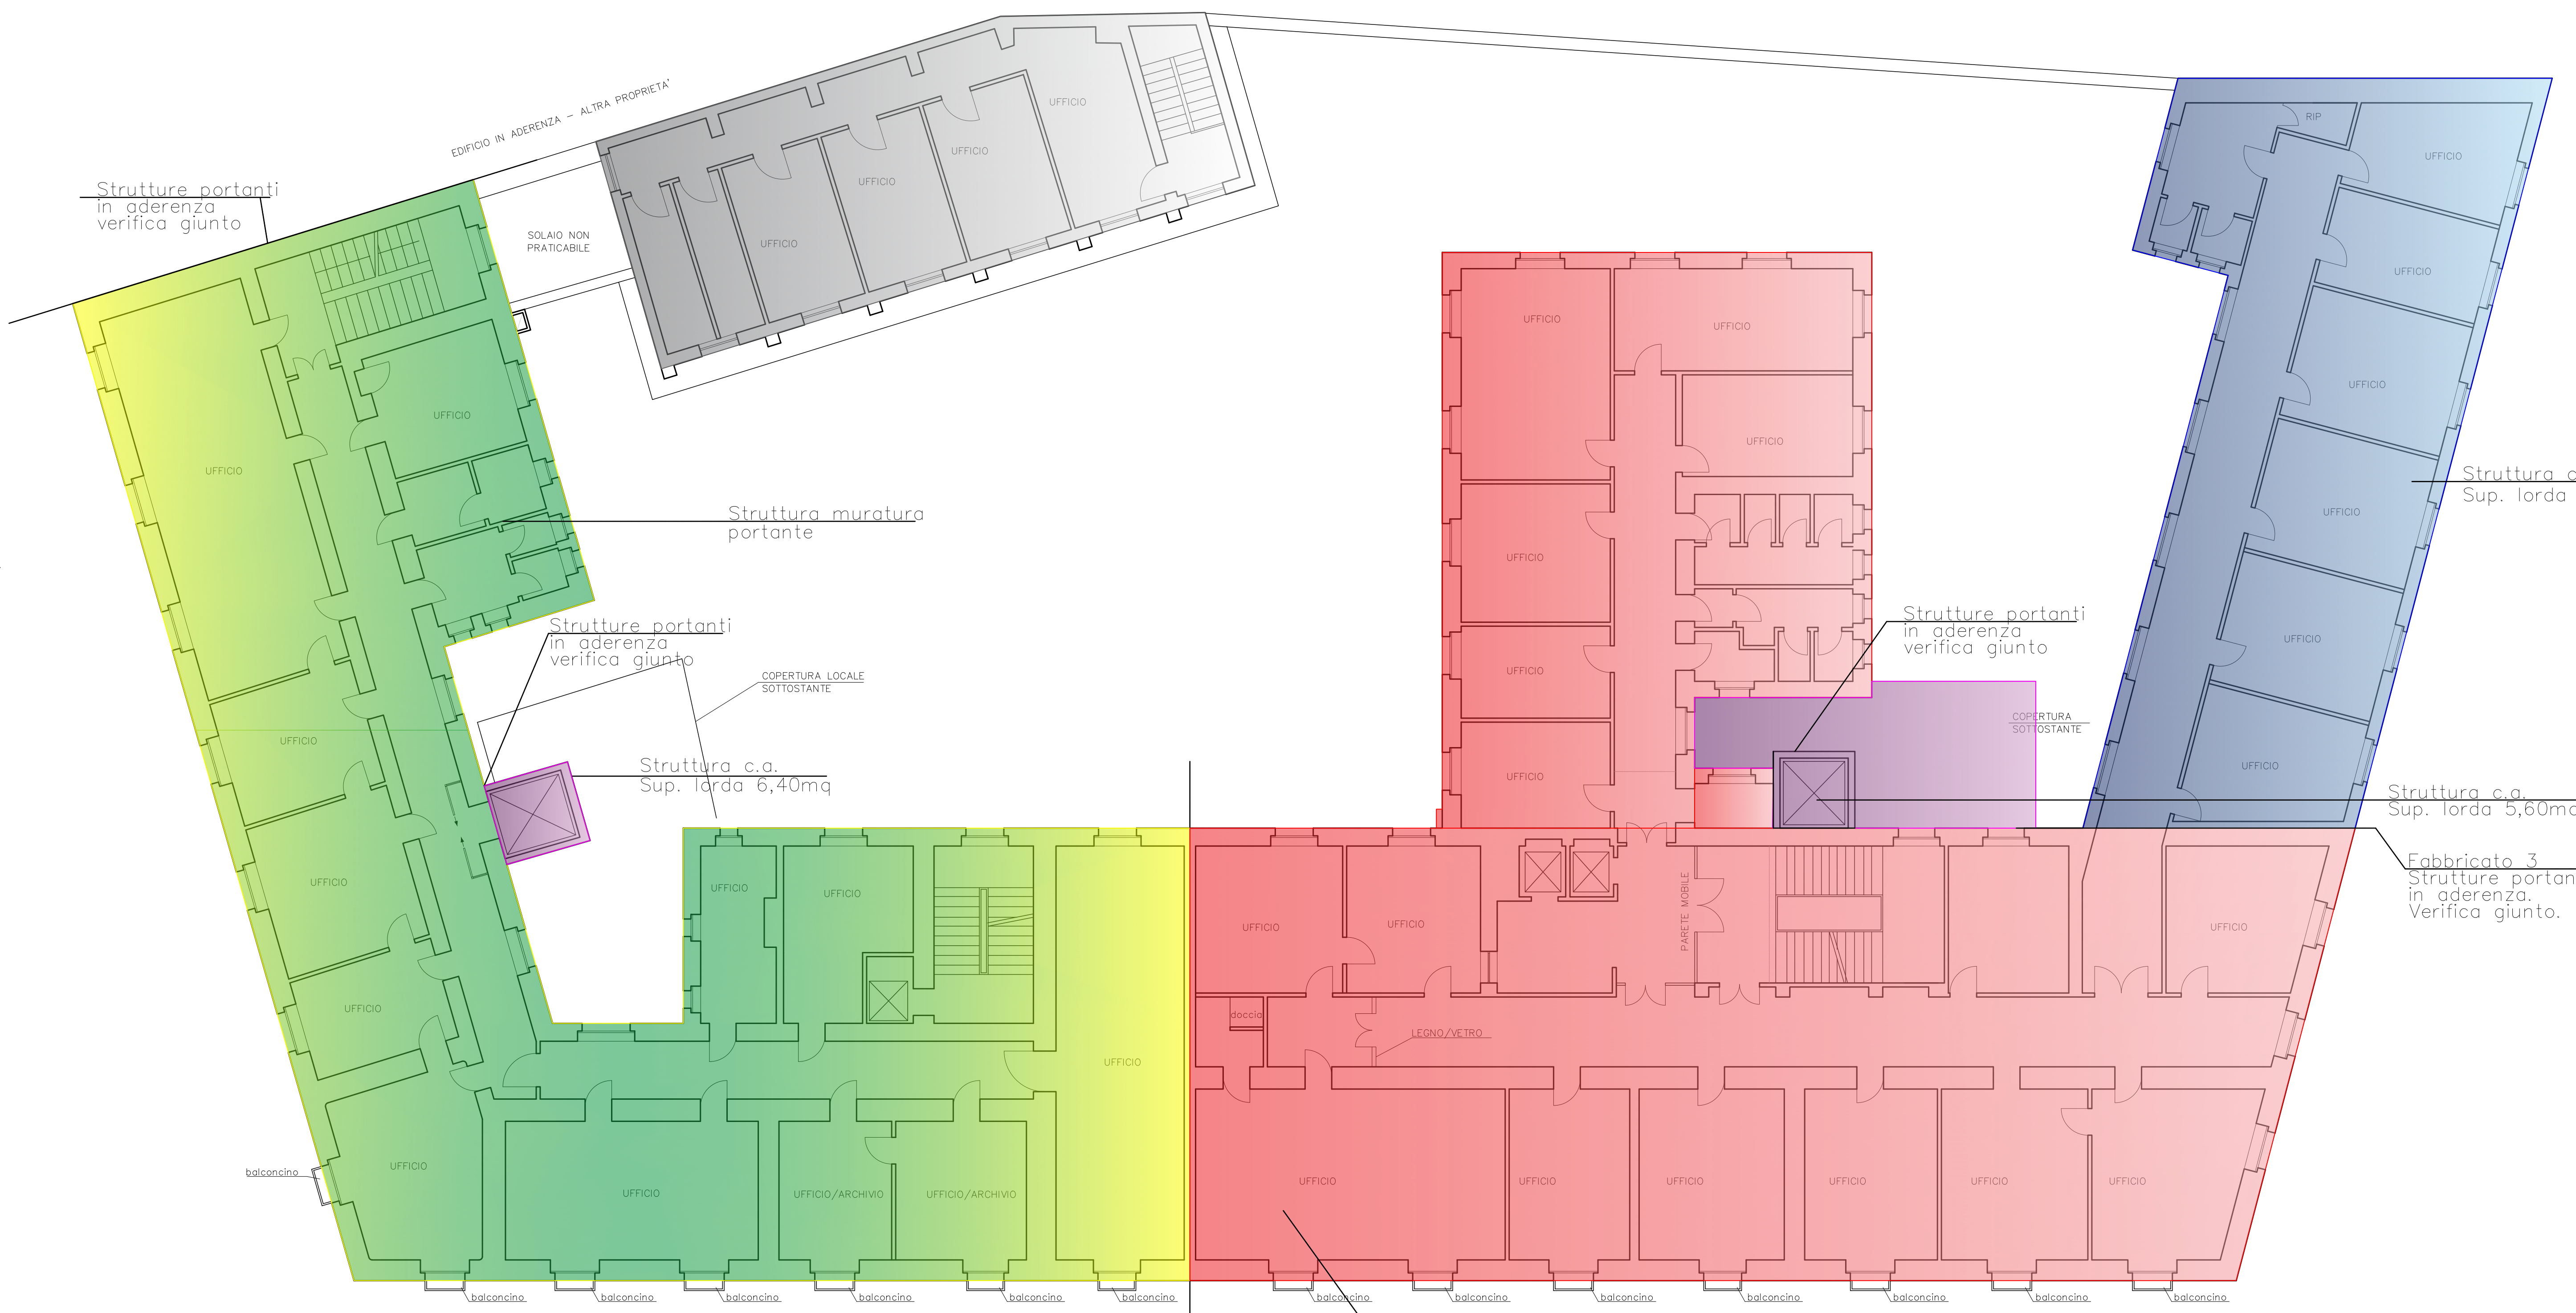 EDIFICIO IN ADERENZA – ALTRA PROPRIETA'
Strutture portanti
in aderenza
verifica giunto
SOLAIO NON
PRATICABILE
UFFICIO
UFFICIO
UFFICIO
UFFICIO
RIP
UFFICIO
UFFICIO
UFFICIO
UFFICIO
UFFICIO
UFFICIO
Struttura
Sup. lorda
UFFICIO
UFFICIO
UFFICIO
UFFICIO
UFFICIO
UFFICIO
UFFICIO
UFFICIO
Struttura muratura
portante
Strutture portanti
in aderenza
verifica giunto
COPERTURA LOCALE
SOTTOSTANTE
Struttura c.a.
Sup. lorda 6,40mq
Strutture portanti
in aderenza
verifica giunto
COPERTURA
SOTTOSTANTE
Struttura c.a.
Sup. lorda 5,60mq
Fabbricato 3
Strutture portan
in aderenza.
Verifica giunto.
UFFICIO
UFFICIO
UFFICIO
UFFICIO
UFFICIO
UFFICIO
UFFICIO
UFFICIO
UFFICIO
PARETE MOBILE
UFFICIO
doccia
LEGNO/VETRO
balconcino
UFFICIO
UFFICIO/ARCHIVIO
UFFICIO/ARCHIVIO
UFFICIO
UFFICIO
UFFICIO
UFFICIO
UFFICIO
UFFICIO
balconcino
balconcino
balconcino
balconcino
balconcino
balconcino
balconcino
balconcino
balconcino
balconcino
balconcino
balconcino
balconcino